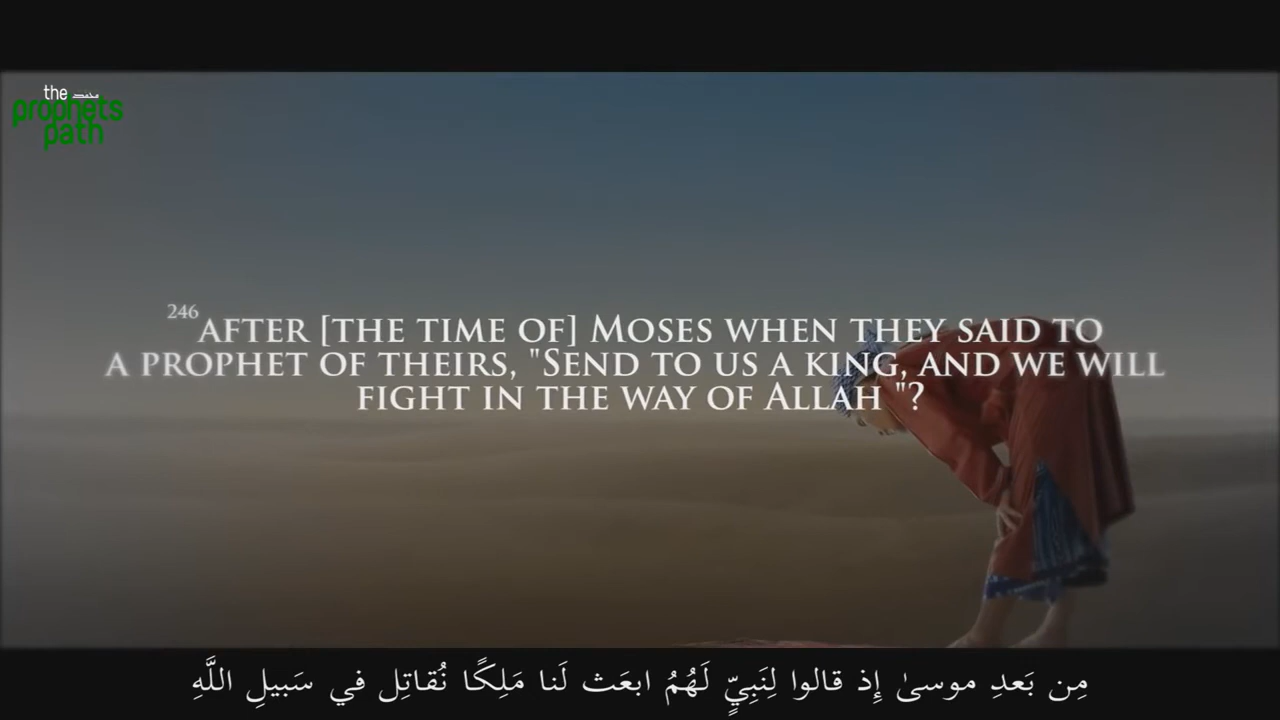 the محمد
prophets
path
246 AFTER [THE TIME OF] MOSES WHEN THEY SAID TO
A PROPHET OF THEIRS, "SEND TO US A KING, AND WE WILL
FIGHT IN THE WAY OF ALLAH "?
مِن بَعدِ موسىٰ إِذ قالوا لِنَبِيٍّ لَهُمُ ابعَث لَنا مَلِكًا نُقاتِل في سَبيلِ اللَّهِ